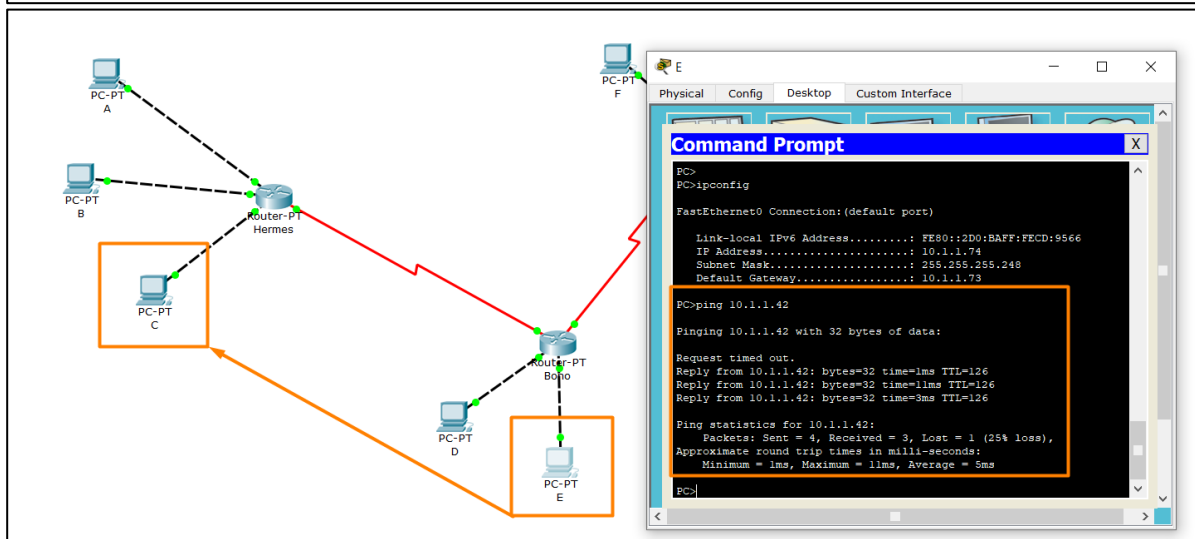 PC-PT
A
PC-PT
B
Router-PT
Hermes
PC-PT
C
PC-PT
F
Router-PT
Bono
PC-PT
D
PC-PT
E
E
Physical Config Desktop Custom Interface
Command Prompt
X
PC>
PC>ipconfig
FastEthernet0 Connection:(default port)
Link-local IPv6 Address.........: FE80::2D0:BAFF:FECD:9566
IP Address......................: 10.1.1.74
Subnet Mask.....................: 255.255.255.248
Default Gateway.................: 10.1.1.73
PC>ping 10.1.1.42
Pinging 10.1.1.42 with 32 bytes of data:
Request timed out.
Reply from 10.1.1.42: bytes=32 time=1ms TTL=126
Reply from 10.1.1.42: bytes=32 time=11ms TTL=126
Reply from 10.1.1.42: bytes=32 time=3ms TTL=126
Ping statistics for 10.1.1.42:
Packets: Sent = 4, Received = 3, Lost = 1 (25% loss),
Approximate round trip times in milli-seconds:
Minimum = 1ms, Maximum = 11ms, Average = 5ms
PC>